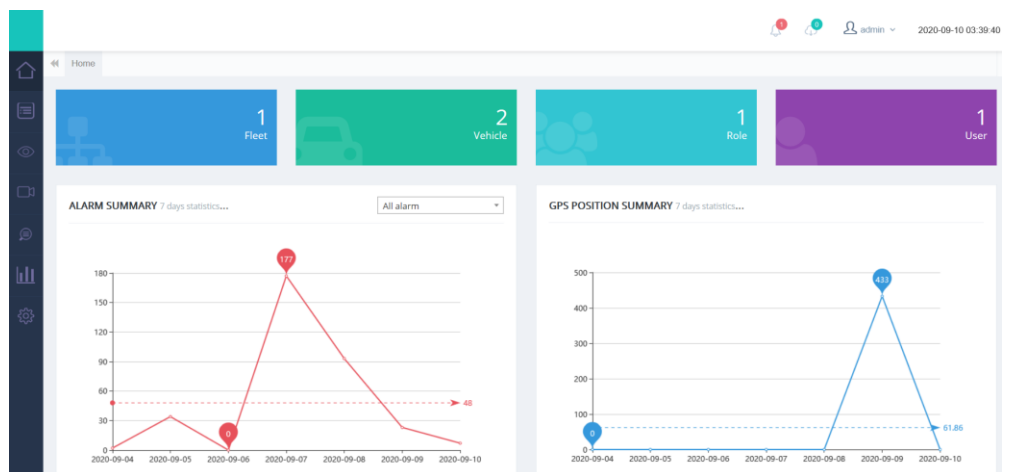 1 0 admin 2020-09-10 03:39:40
Home
1
Fleet
2
Vehicle
1
Role
1
User
ALARM SUMMARY 7 days statistics...
All alarm
177
180
150
120
90
60
48
30
0
0
2020-09-04 2020-09-05 2020-09-06 2020-09-07 2020-09-08 2020-09-09 2020-09-10
GPS POSITION SUMMARY 7 days statistics...
500
433
400
300
200
100
61.86
0
0
2020-09-04 2020-09-05 2020-09-06 2020-09-07 2020-09-08 2020-09-09 2020-09-10